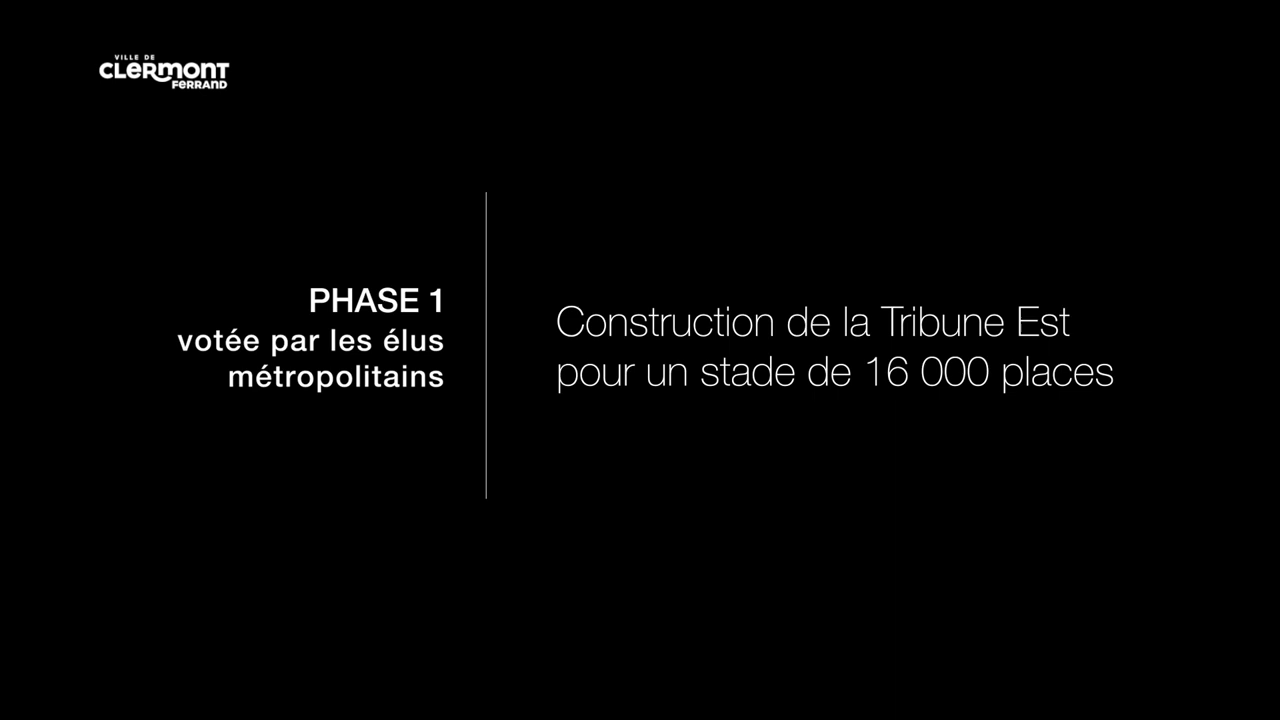 VILLE DE
CLERMONT
FERRAND
PHASE 1
votée par les élus
métropolitains
Construction de la Tribune Est
pour un stade de 16 000 places